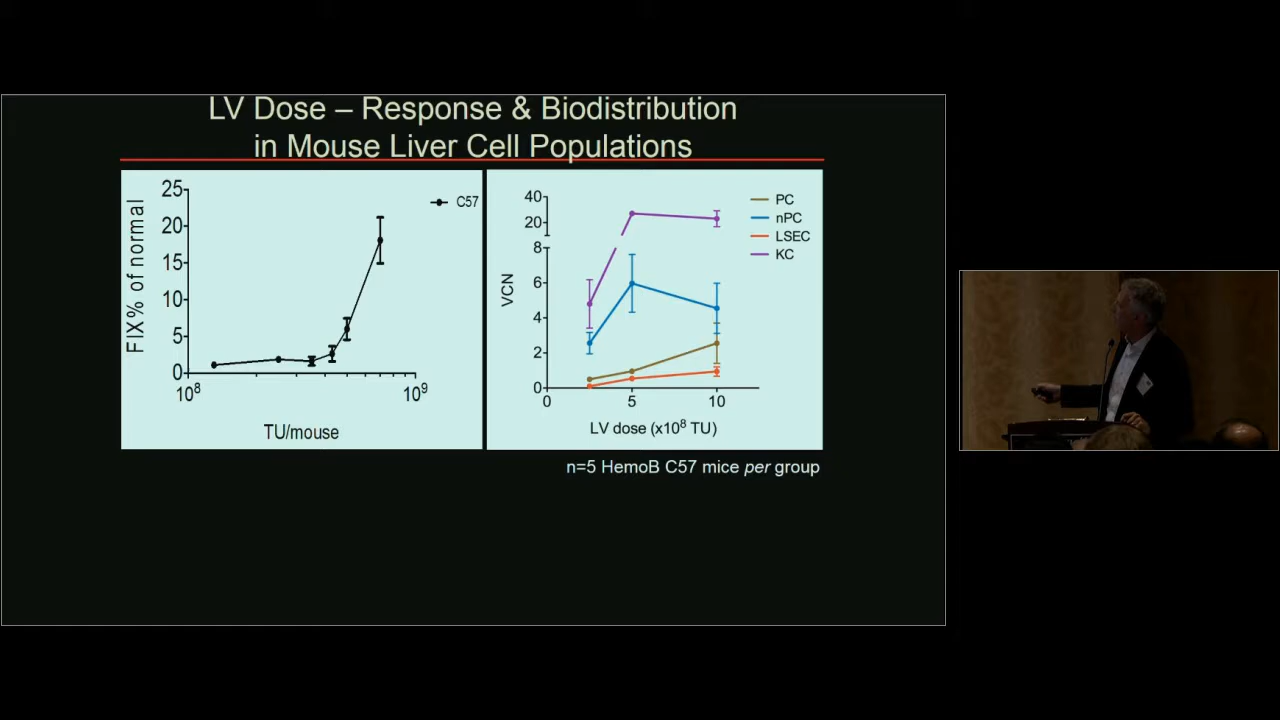 LV Dose – Response & Biodistribution
in Mouse Liver Cell Populations
FIX% of normal
25
20
15
10
5
0
10⁸
10⁹
TU/mouse
C57
VCN
40
20
8
6
4
2
0
0
5
10
LV dose (x10⁸ TU)
PC
nPC
LSEC
KC
n=5 HemoB C57 mice per group